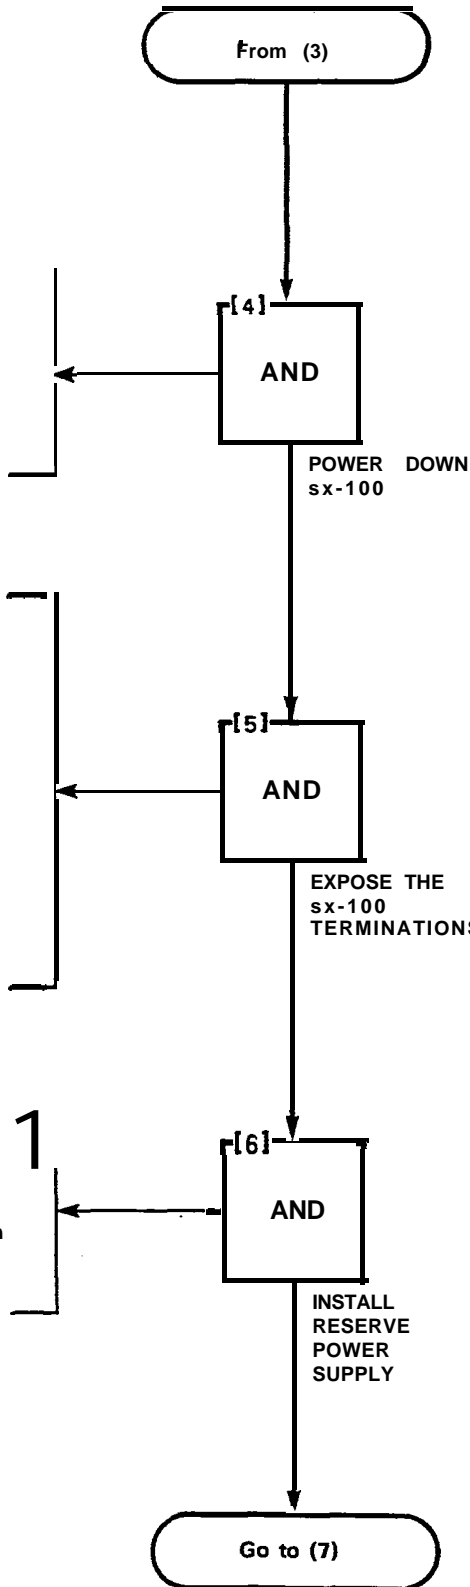 From (3)
[4]
AND
POWER DOWN
sx-100
[5]
AND
EXPOSE THE
sx-100
TERMINATIONS
1
[6]
AND
INSTALL
RESERVE
POWER
SUPPLY
Go to (7)